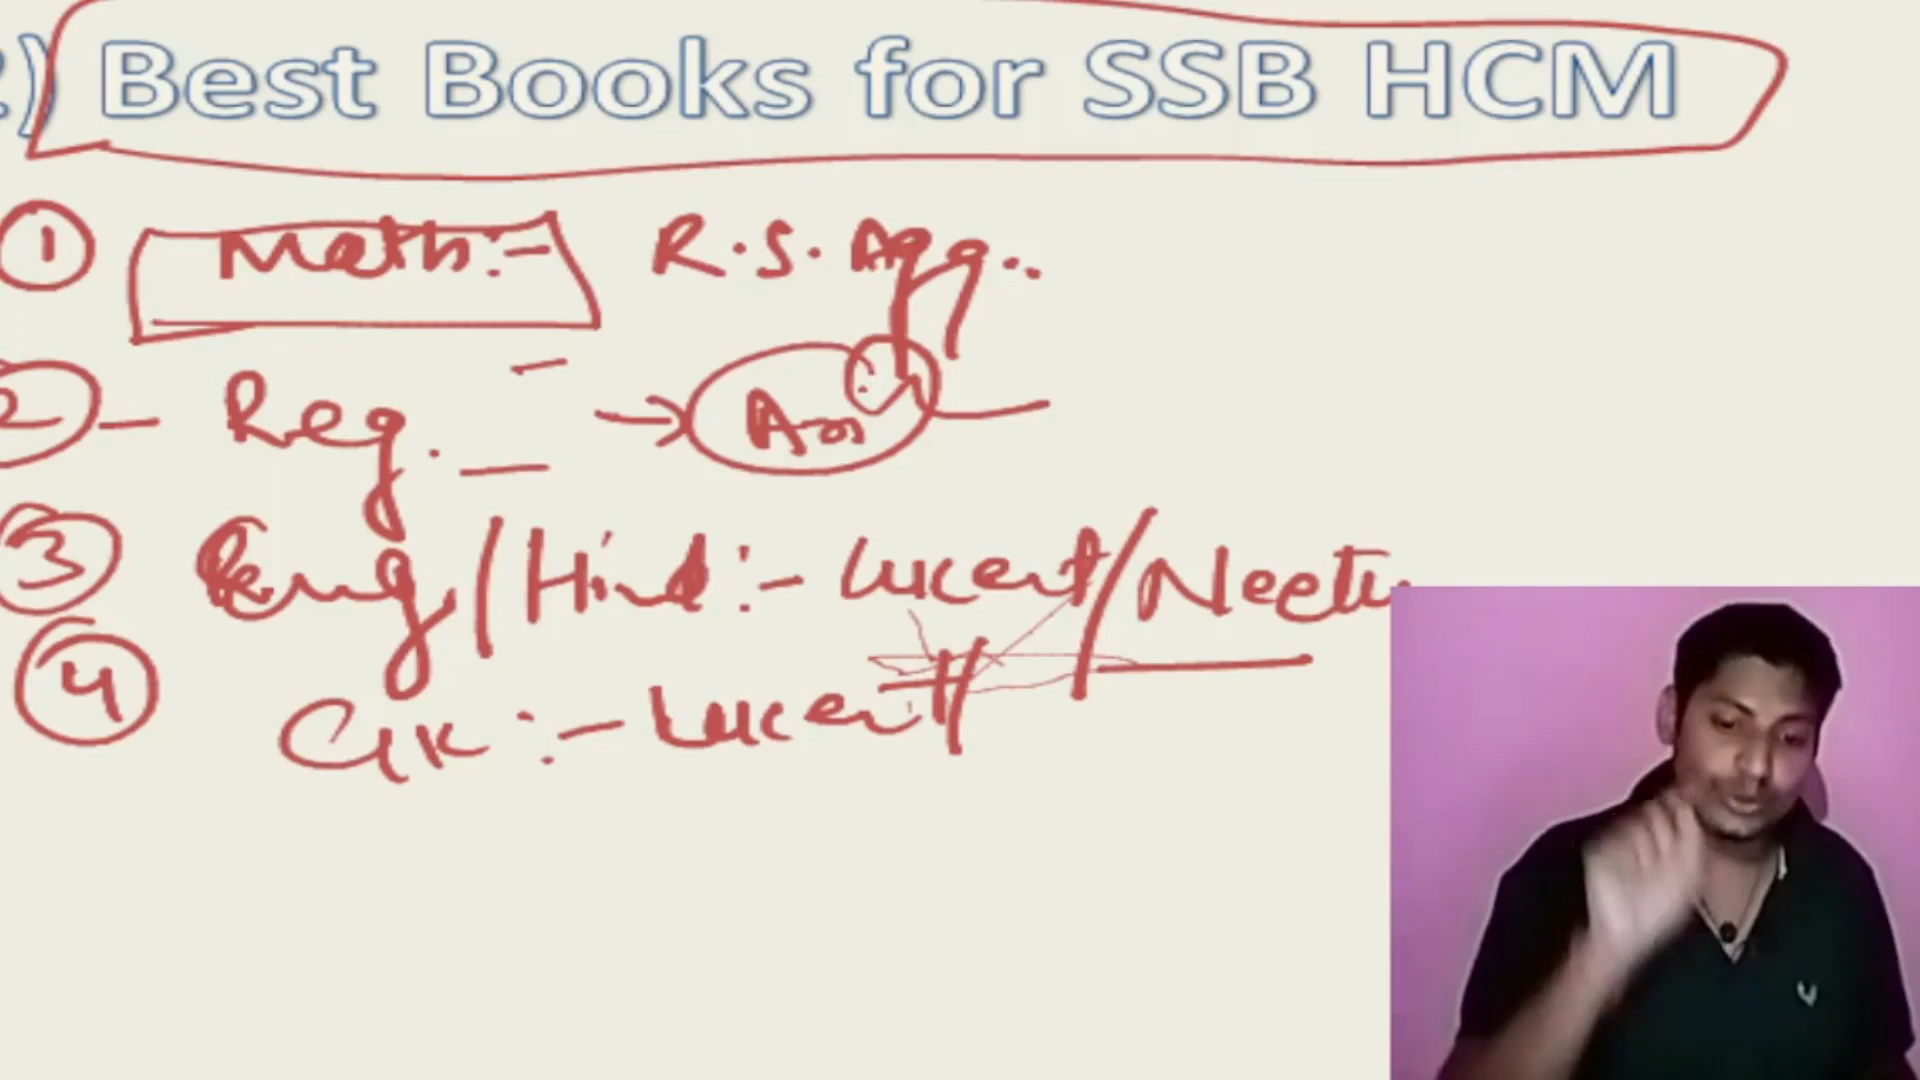 2) Best Books for SSB HCM
① Math:- R.S. Agg..
② - Reg. -
③ Eng/Hind:- Lucent/Neetu
④ GK:- Lucent/